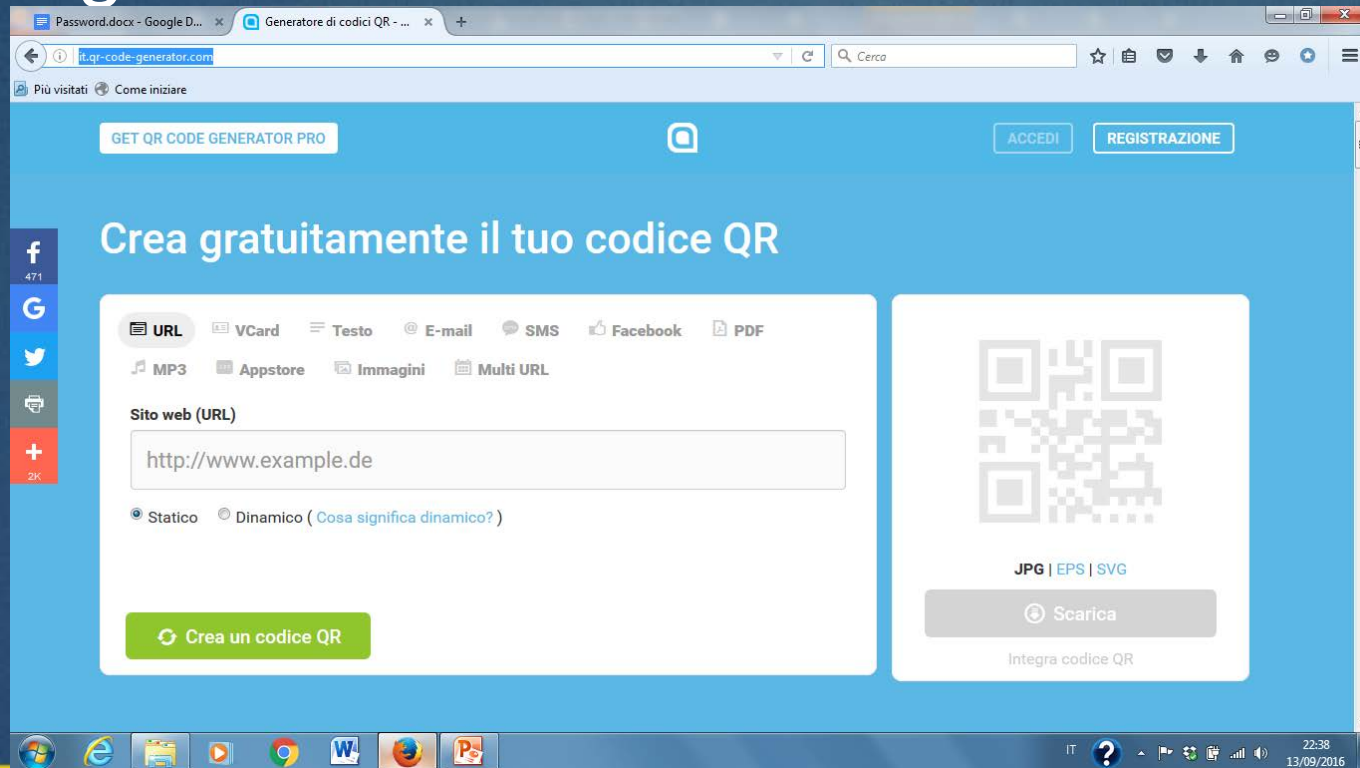 Password.docx - Google D... Generatore di codici QR - ...
it.qr-code-generator.com Cerca
Più visitati Come iniziare
GET QR CODE GENERATOR PRO ACCEDI REGISTRAZIONE
Crea gratuitamente il tuo codice QR
471
2K
URL VCard Testo E-mail SMS Facebook PDF
MP3 Appstore Immagini Multi URL
Sito web (URL)
http://www.example.de
Statico Dinamico ( Cosa significa dinamico? )
Crea un codice QR
JPG | EPS | SVG
Scarica
Integra codice QR
IT 22:38
13/09/2016